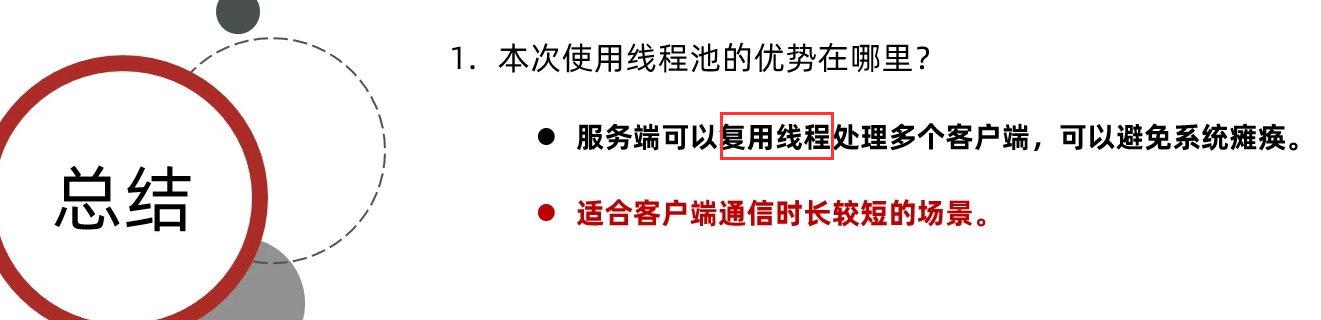 总结
1. 本次使用线程池的优势在哪里？
● 服务端可以复用线程处理多个客户端，可以避免系统瘫痪。
● 适合客户端通信时长较短的场景。